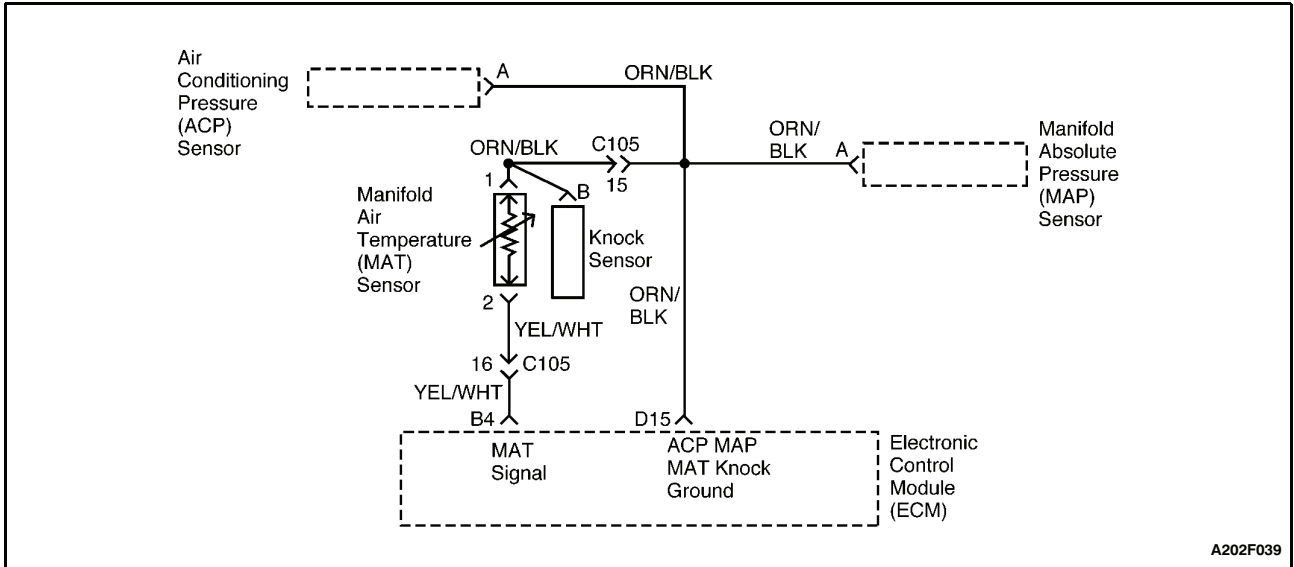 Air
Conditioning
Pressure
(ACP)
Sensor
A
ORN/BLK
ORN/BLK
C105
15
ORN/
BLK
A
Manifold
Absolute
Pressure
(MAP)
Sensor
1
B
Manifold
Air
Temperature
(MAT)
Sensor
Knock
Sensor
2
ORN/
BLK
YEL/WHT
16
C105
YEL/WHT
B4
D15
MAT
Signal
ACP MAP
MAT Knock
Ground
Electronic
Control
Module
(ECM)
A202F039